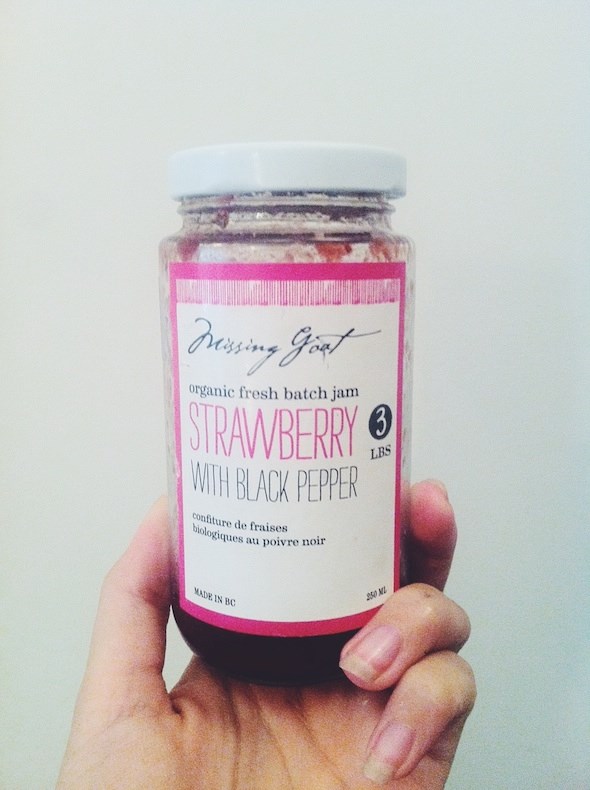 Missing Goat
organic fresh batch jam
STRAWBERRY
3
LBS
WITH BLACK PEPPER
confiture de fraises
biologiques au poivre noir
MADE IN BC
250 ML